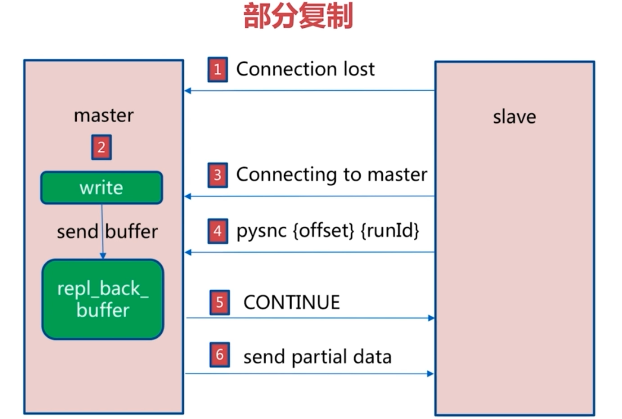 部分复制
1 Connection lost
master
slave
2
3 Connecting to master
write
send buffer
4 pysnc {offset} {runId}
repl_back_
buffer
5 CONTINUE
6 send partial data